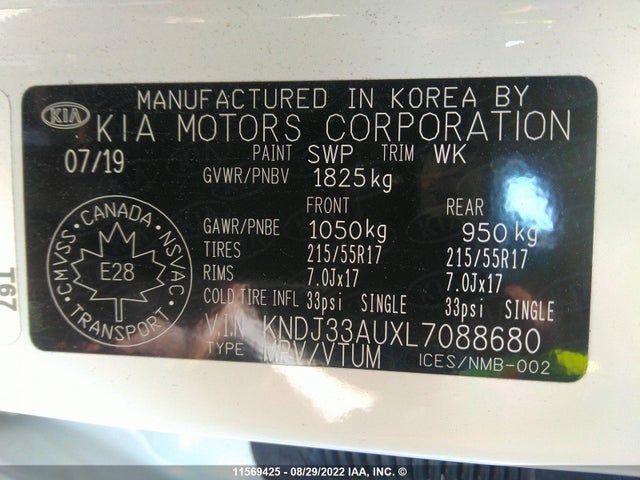 MANUFACTURED IN KOREA BY
KIA KIA MOTORS CORPORATION
07/19 PAINT SWP TRIM WK
GVWR/PNBV 1825kg
FRONT REAR
GAWR/PNBE 1050kg 950kg
TIRES 215/55R17 215/55R17
RIMS 7.0Jx17 7.0Jx17
COLD TIRE INFL 33psi SINGLE 33psi SINGLE
V.I.N KNDJ33AUXL7088680
TYPE MPV/VTUM ICES/NMB-002
CANADA
CMVSS NSVAC
E28
TRANSPORT
T67
11569425 - 08/29/2022 IAA, INC. ©